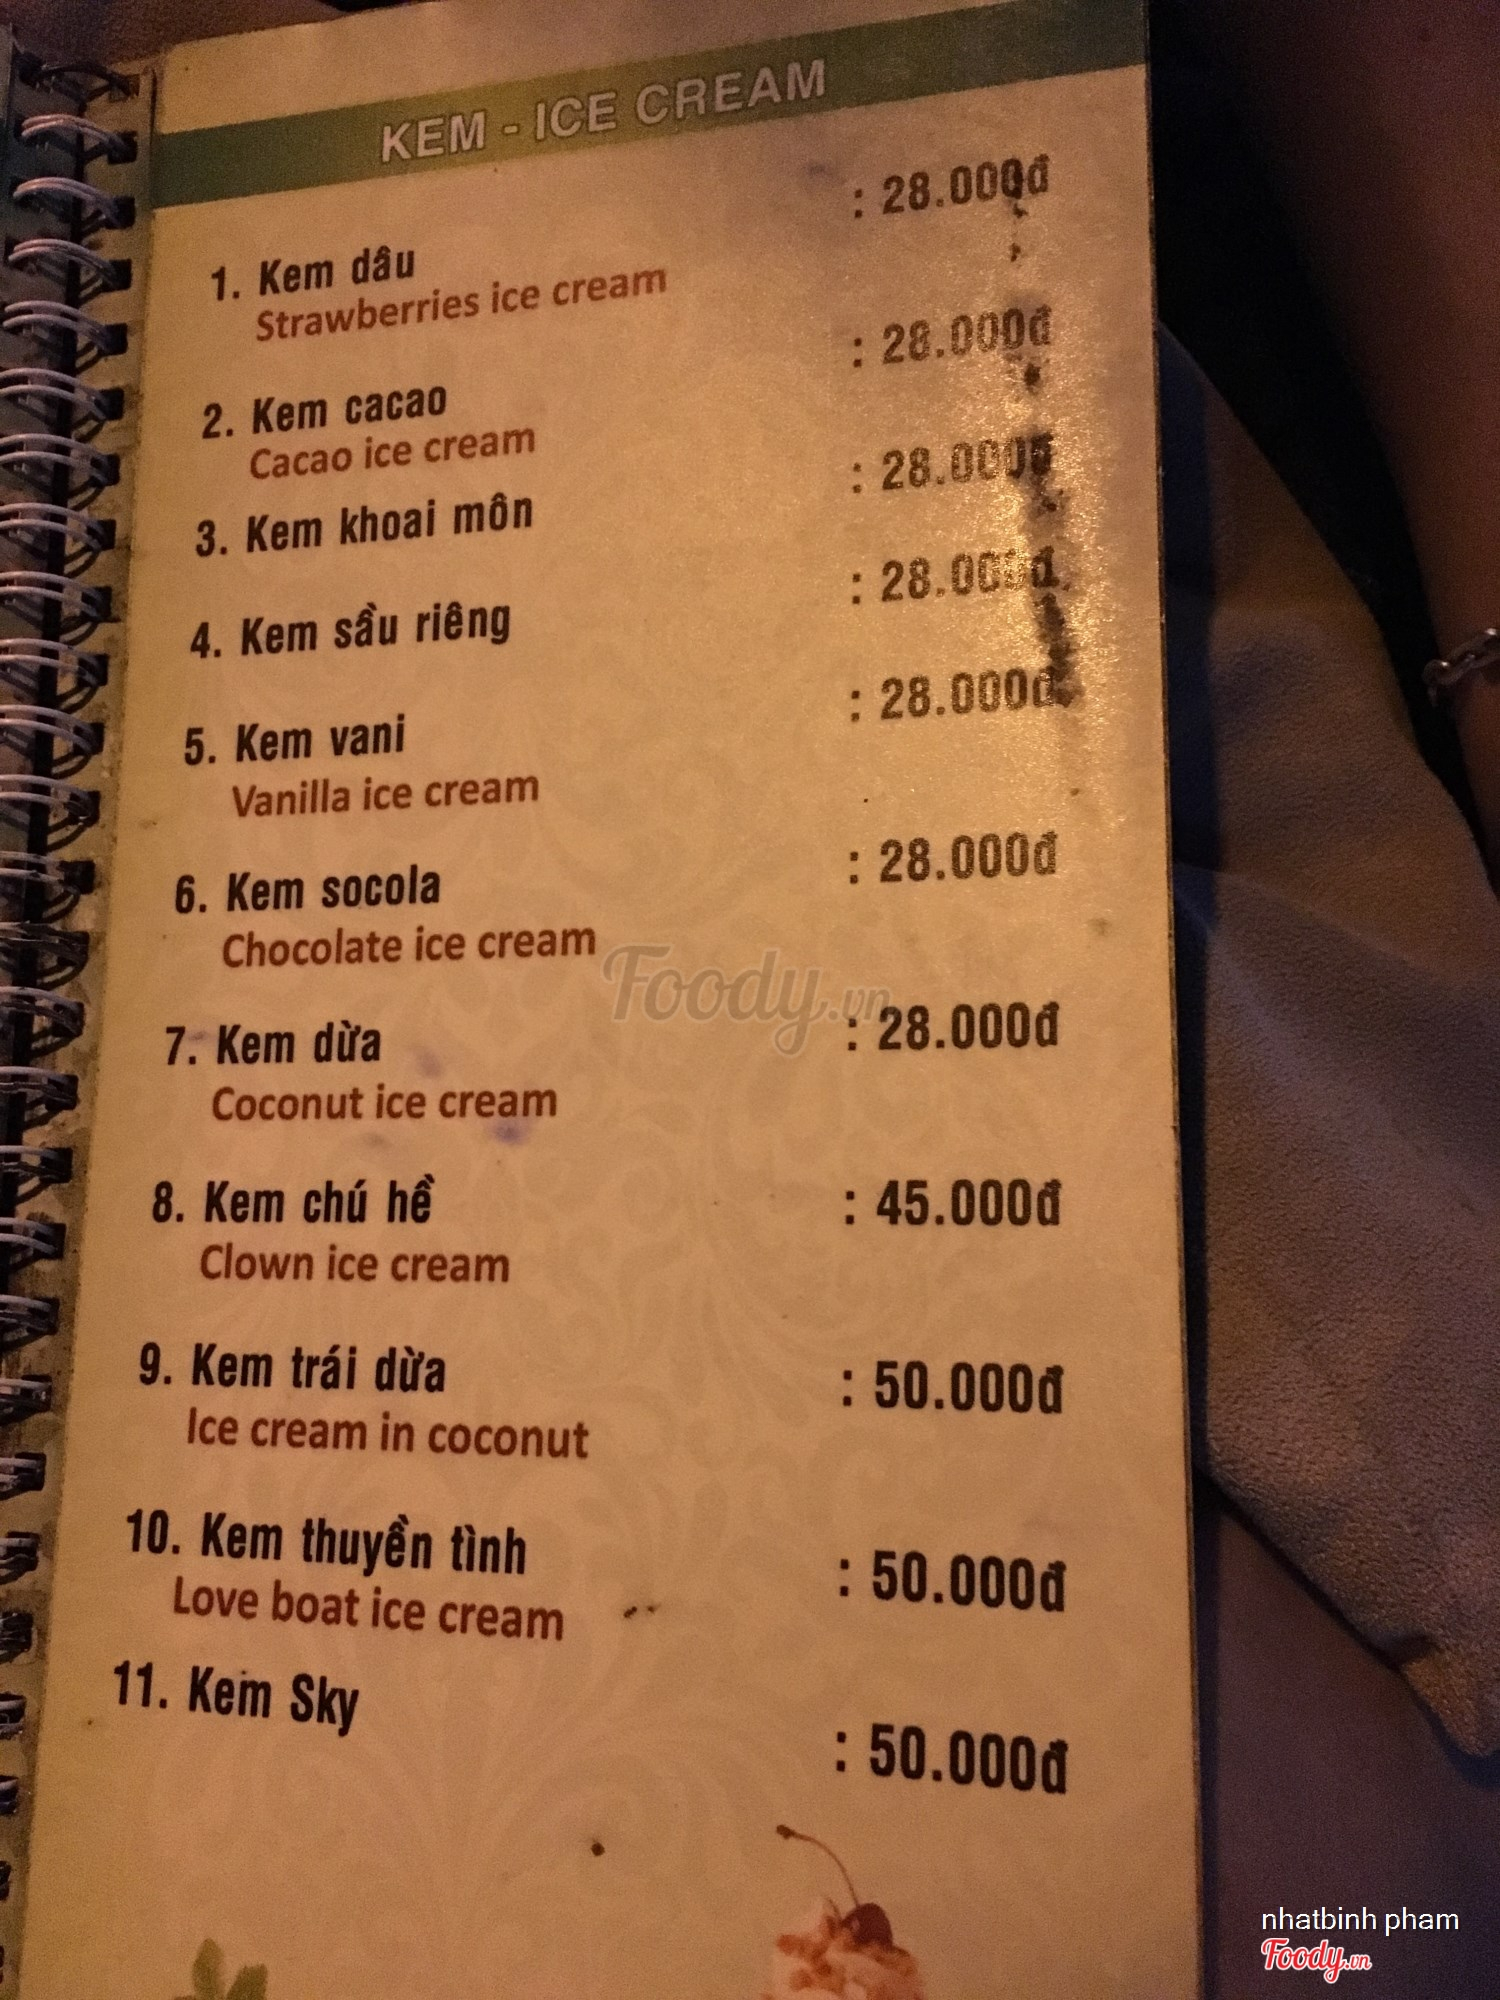 KEM - ICE CREAM
1. Kem dâu : 28.000đ
Strawberries ice cream
2. Kem cacao : 28.000đ
Cacao ice cream
3. Kem khoai môn : 28.000đ
4. Kem sầu riêng : 28.000đ
5. Kem vani : 28.000đ
Vanilla ice cream
6. Kem socola : 28.000đ
Chocolate ice cream
Foody.vn
7. Kem dừa : 28.000đ
Coconut ice cream
8. Kem chú hề : 45.000đ
Clown ice cream
9. Kem trái dừa : 50.000đ
Ice cream in coconut
10. Kem thuyền tình : 50.000đ
Love boat ice cream
11. Kem Sky : 50.000đ
nhatbinh pham
Foody.vn